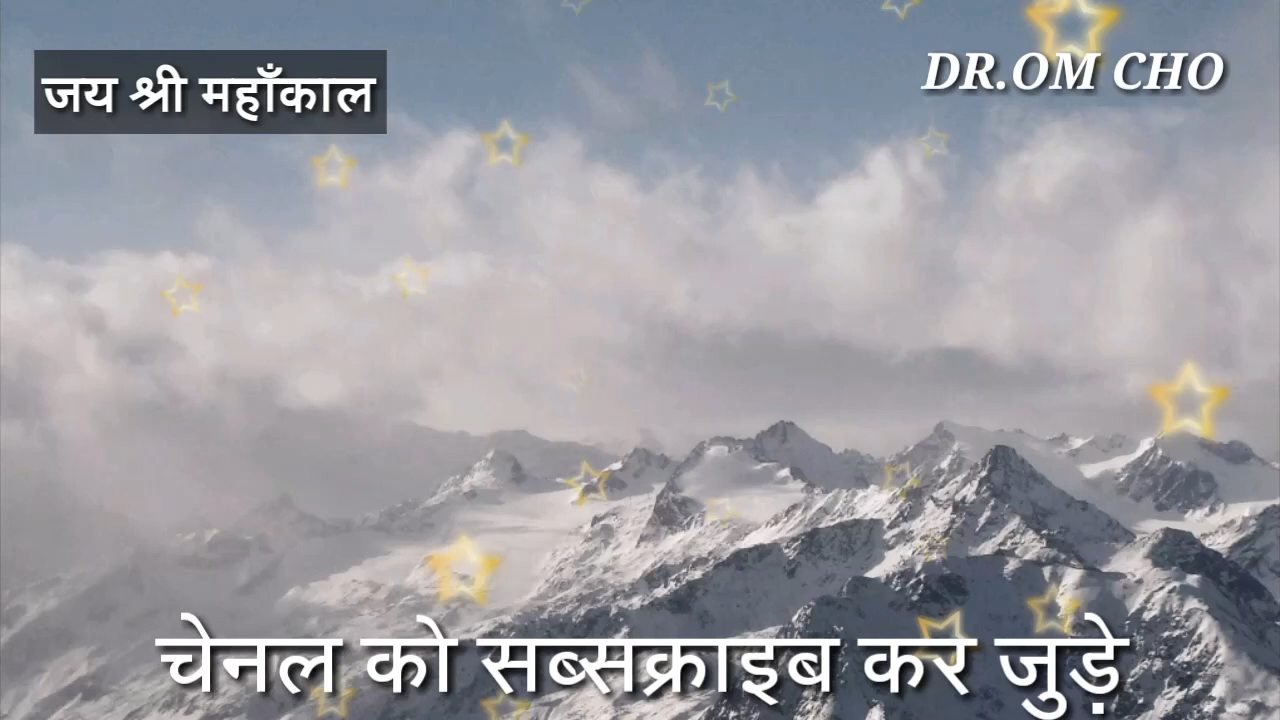 जय श्री महाँकाल
DR.OM CHO
चेनल को सब्सक्राइब कर जुड़े